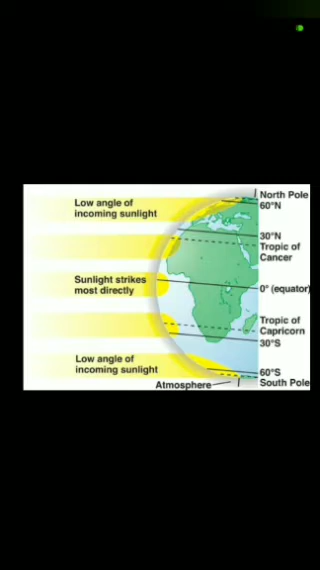 North Pole
60°N
Low angle of
incoming sunlight
30°N
Tropic of
Cancer
Sunlight strikes
most directly
0° (equator)
Tropic of
Capricorn
30°S
Low angle of
incoming sunlight
60°S
Atmosphere
South Pole